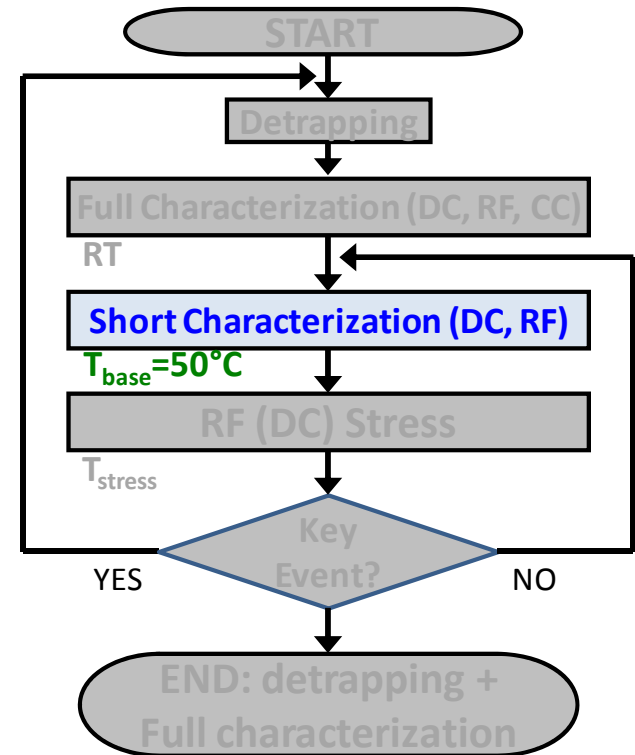 START
Detrapping
Full Characterization (DC, RF, CC)
RT
Short Characterization (DC, RF)
Tbase=50°C
RF (DC) Stress
Tstress
Key
Event?
YES
NO
END: detrapping +
Full characterization